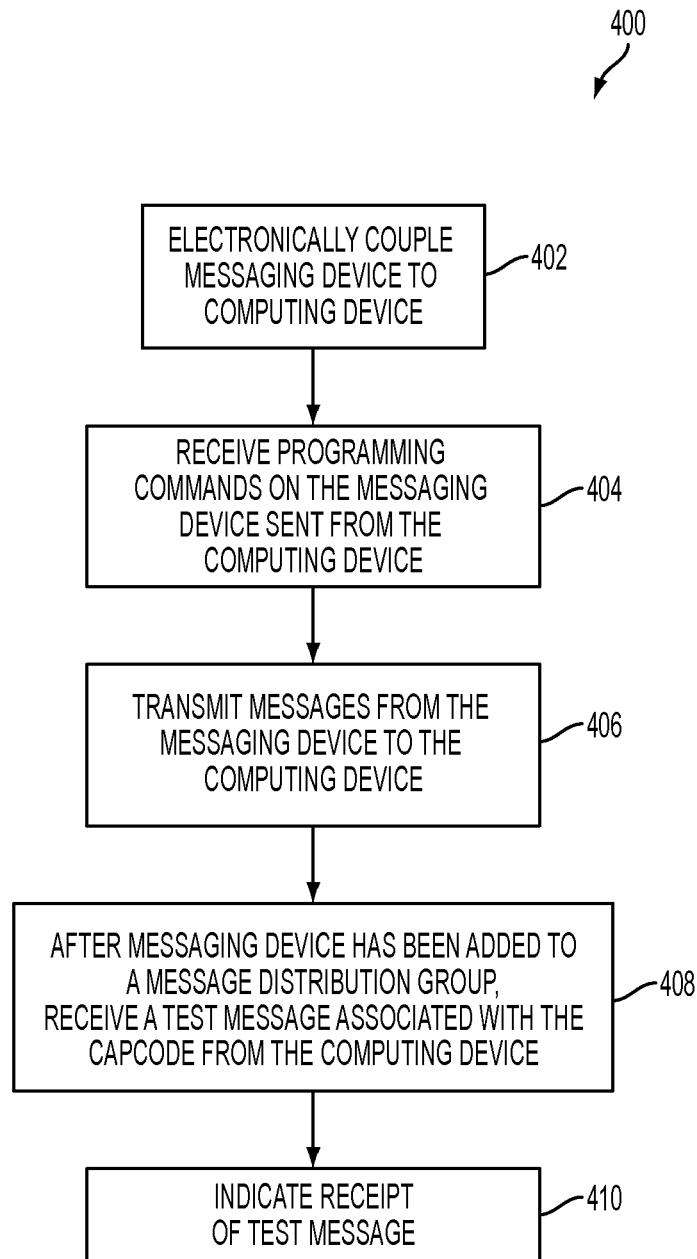 400
ELECTRONICALLY COUPLE
MESSAGING DEVICE TO
COMPUTING DEVICE
402
RECEIVE PROGRAMMING
COMMANDS ON THE MESSAGING
DEVICE SENT FROM THE
COMPUTING DEVICE
404
TRANSMIT MESSAGES FROM THE
MESSAGING DEVICE TO THE
COMPUTING DEVICE
406
AFTER MESSAGING DEVICE HAS BEEN ADDED TO
A MESSAGE DISTRIBUTION GROUP,
RECEIVE A TEST MESSAGE ASSOCIATED WITH THE
CAPCODE FROM THE COMPUTING DEVICE
408
INDICATE RECEIPT
OF TEST MESSAGE
410